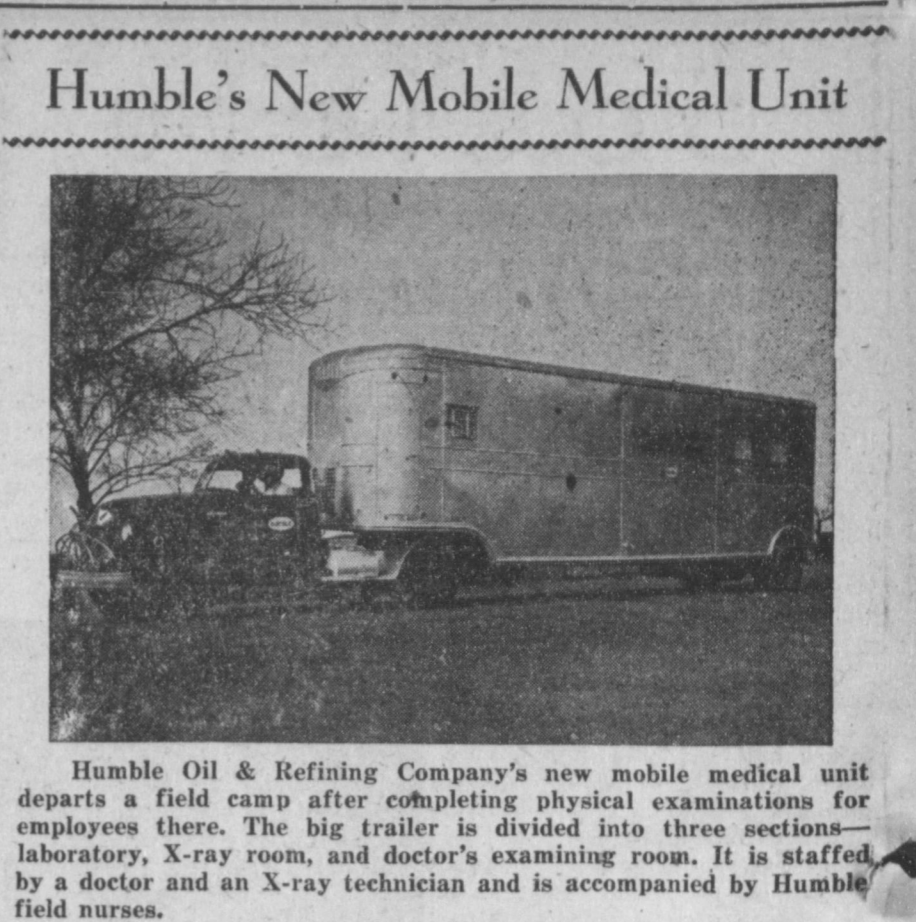 Humble's New Mobile Medical Unit
Humble Oil & Refining Company's new mobile medical unit
departs a field camp after completing physical examinations for
employees there. The big trailer is divided into three sections—
laboratory, X-ray room, and doctor's examining room. It is staffed
by a doctor and an X-ray technician and is accompanied by Humble
field nurses.